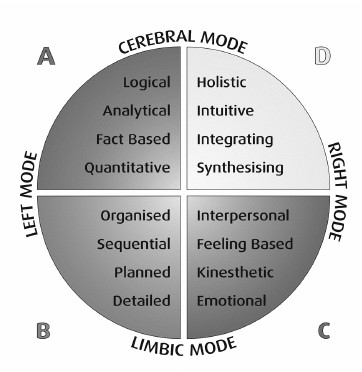 CEREBRAL MODE
A
D
Logical
Analytical
Fact Based
Quantitative
Holistic
Intuitive
Integrating
Synthesising
LEFT MODE
RIGHT MODE
Organised
Sequential
Planned
Detailed
Interpersonal
Feeling Based
Kinesthetic
Emotional
B
C
LIMBIC MODE